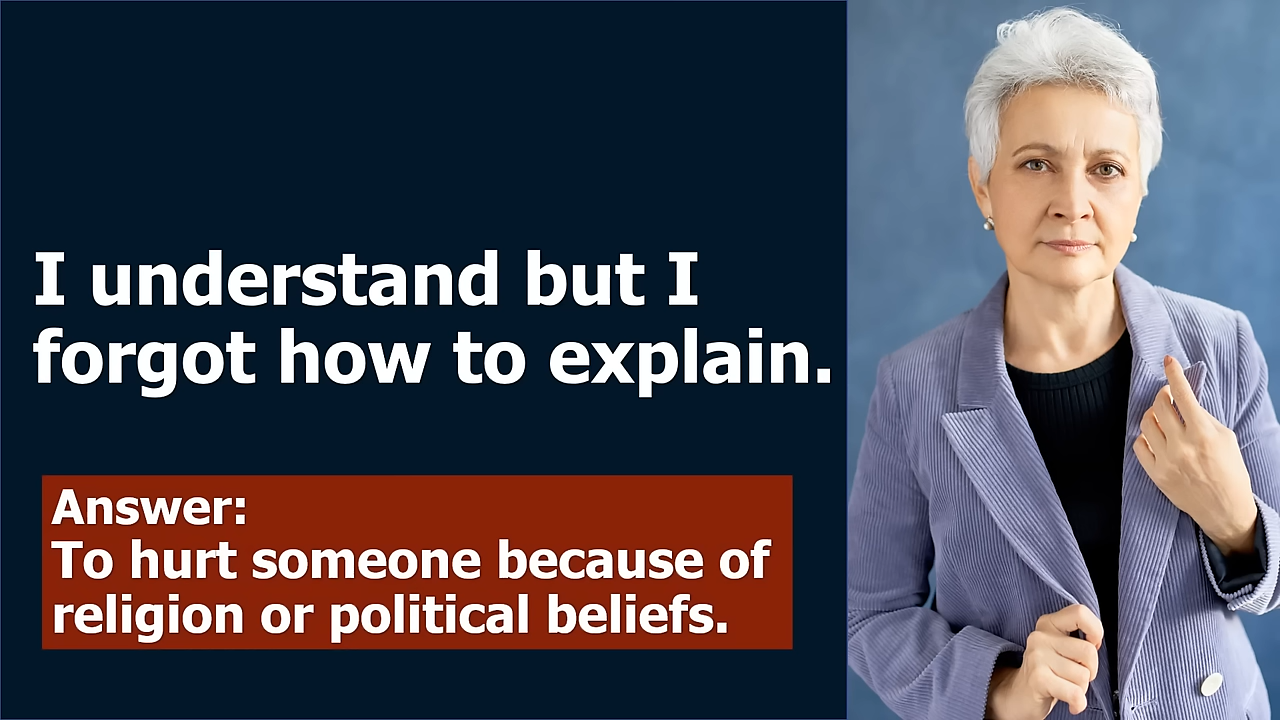 I understand but I
forgot how to explain.
Answer:
To hurt someone because of
religion or political beliefs.